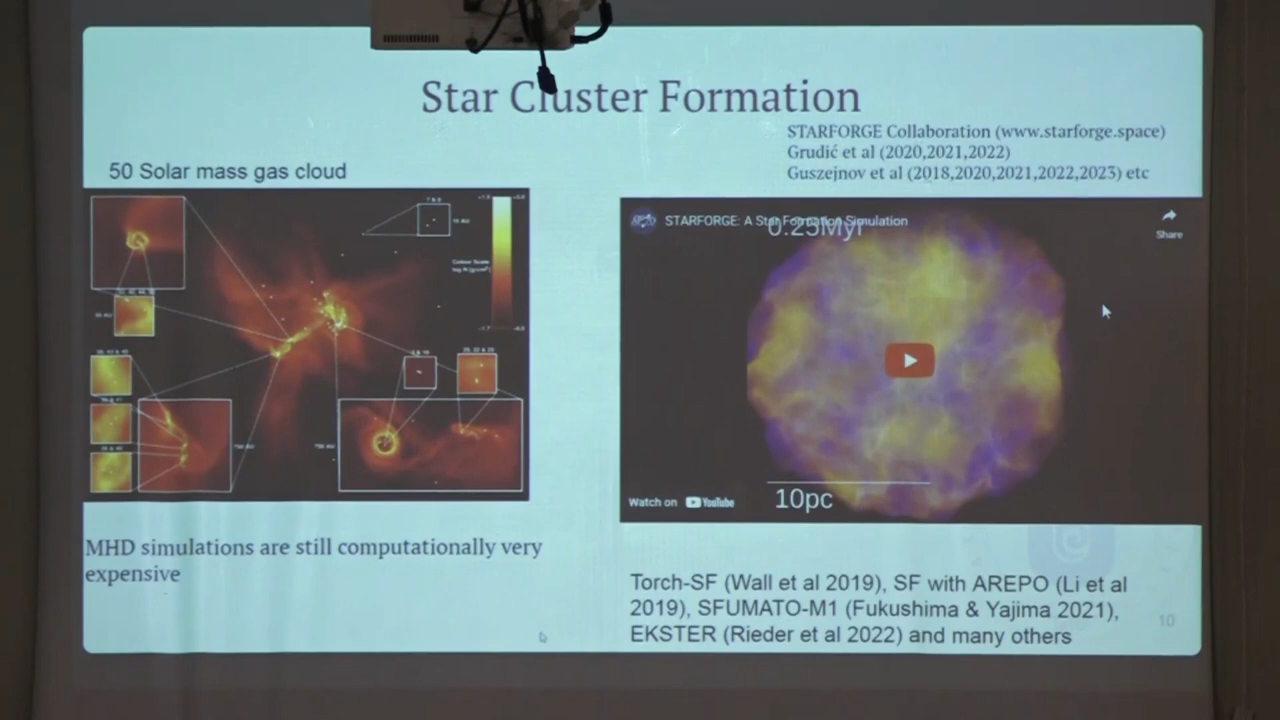 Star Cluster Formation
STARFORGE Collaboration (www.starforge.space)
Grudić et al (2020,2021,2022)
Guszejnov et al (2018,2020,2021,2022,2023) etc
50 Solar mass gas cloud
STARFORGE: A Star Formation Simulation
0.25Myr
Share
10pc
Watch on YouTube
MHD simulations are still computationally very
expensive
Torch-SF (Wall et al 2019), SF with AREPO (Li et al
2019), SFUMATO-M1 (Fukushima & Yajima 2021),
EKSTER (Rieder et al 2022) and many others
10